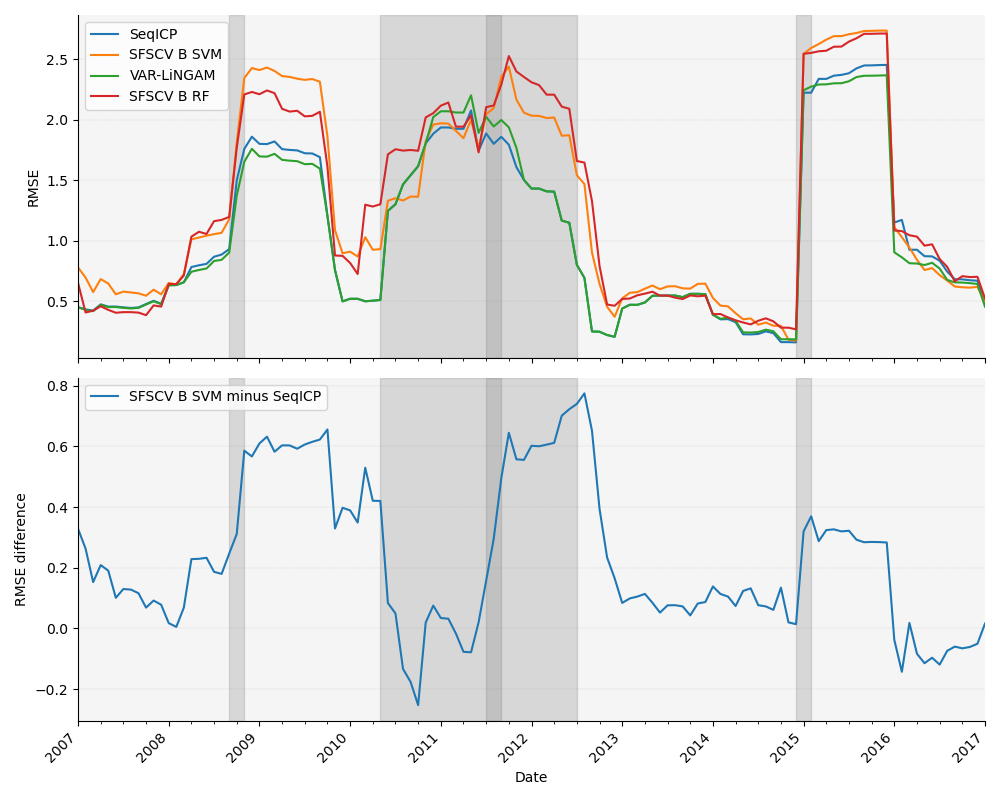 SeqICP
SFSCV B SVM
VAR-LiNGAM
SFSCV B RF
2.5
2.0
1.5
1.0
0.5
RMSE
SFSCV B SVM minus SeqICP
0.8
0.6
0.4
0.2
0.0
−0.2
RMSE difference
2007
2008
2009
2010
2011
2012
2013
2014
2015
2016
2017
Date